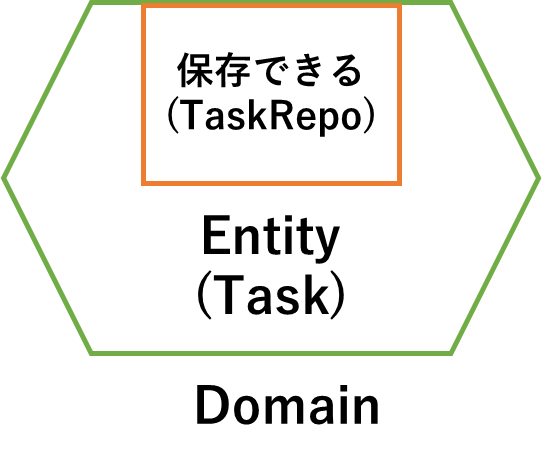 保存できる
(TaskRepo)
Entity
(Task)
Domain